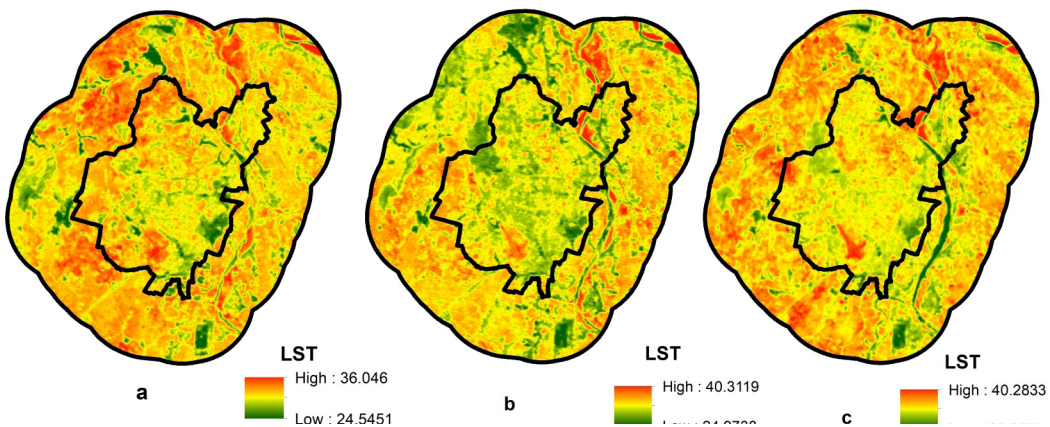 LST
High : 36.046
Low : 24.5451
a
LST
High : 40.3119
b
LST
High : 40.2833
c